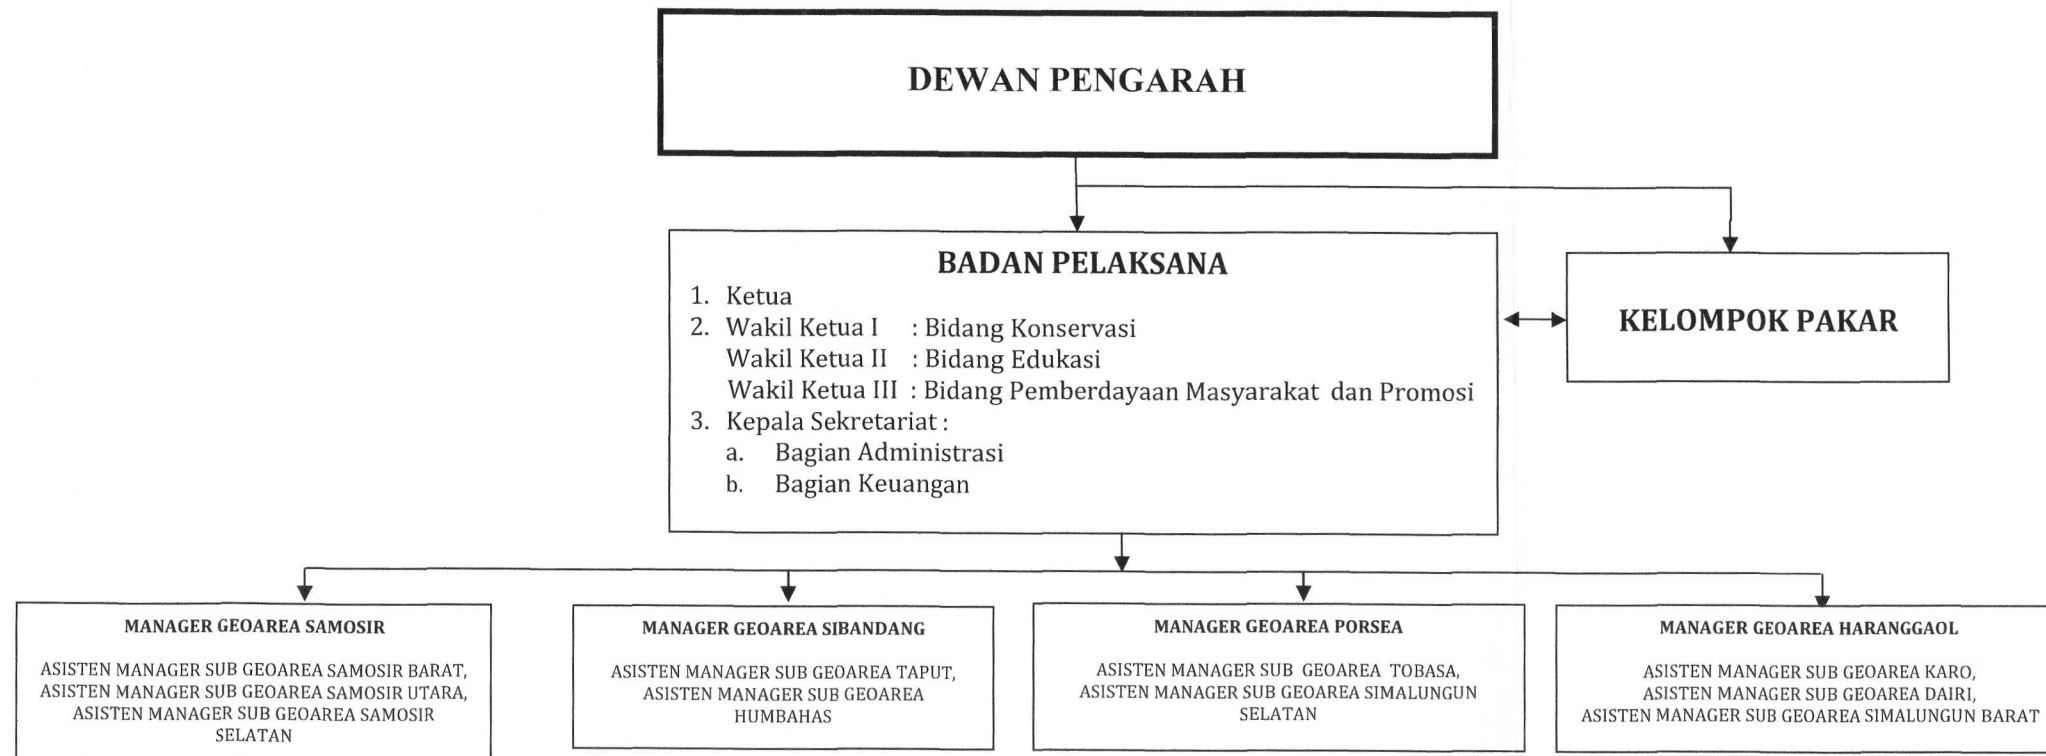 DEWAN PENGARAH
BADAN PELAKSANA
1. Ketua
2. Wakil Ketua I : Bidang Konservasi
Wakil Ketua II : Bidang Edukasi
Wakil Ketua III : Bidang Pemberdayaan Masyarakat dan Promosi
3. Kepala Sekretariat :
a. Bagian Administrasi
b. Bagian Keuangan
KELOMPOK PAKAR
MANAGER GEOAREA SAMOSIR
ASISTEN MANAGER SUB GEOAREA SAMOSIR BARAT,
ASISTEN MANAGER SUB GEOAREA SAMOSIR UTARA,
ASISTEN MANAGER SUB GEOAREA SAMOSIR
SELATAN
MANAGER GEOAREA SIBANDANG
ASISTEN MANAGER SUB GEOAREA TAPUT,
ASISTEN MANAGER SUB GEOAREA
HUMBAHAS
MANAGER GEOAREA PORSEA
ASISTEN MANAGER SUB GEOAREA TOBASA,
ASISTEN MANAGER SUB GEOAREA SIMALUNGUN
SELATAN
MANAGER GEOAREA HARANGGAOL
ASISTEN MANAGER SUB GEOAREA KARO,
ASISTEN MANAGER SUB GEOAREA DAIRI,
ASISTEN MANAGER SUB GEOAREA SIMALUNGUN BARAT